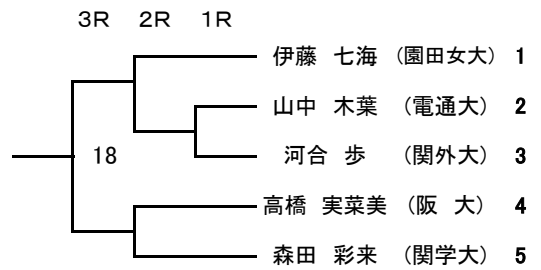 3R 2R 1R
伊藤 七海 (園田女大) 1
山中 木葉 (電通大) 2
18 河合 歩 (関外大) 3
高橋 実菜美 (阪 大) 4
森田 彩来 (関学大) 5